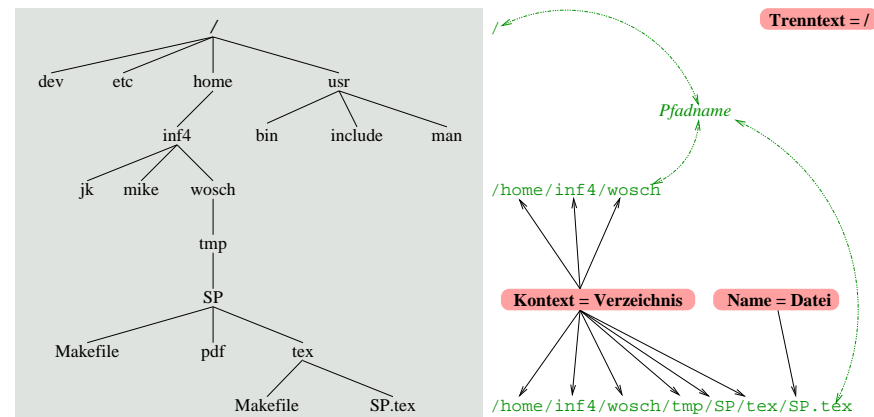 /
dev etc home usr
inf4 bin include man
jk mike wosch
tmp
SP
Makefile pdf tex
Makefile SP.tex
Trenntext = /
/
Pfadname
/home/inf4/wosch
Kontext = Verzeichnis Name = Datei
/home/inf4/wosch/tmp/SP/tex/SP.tex